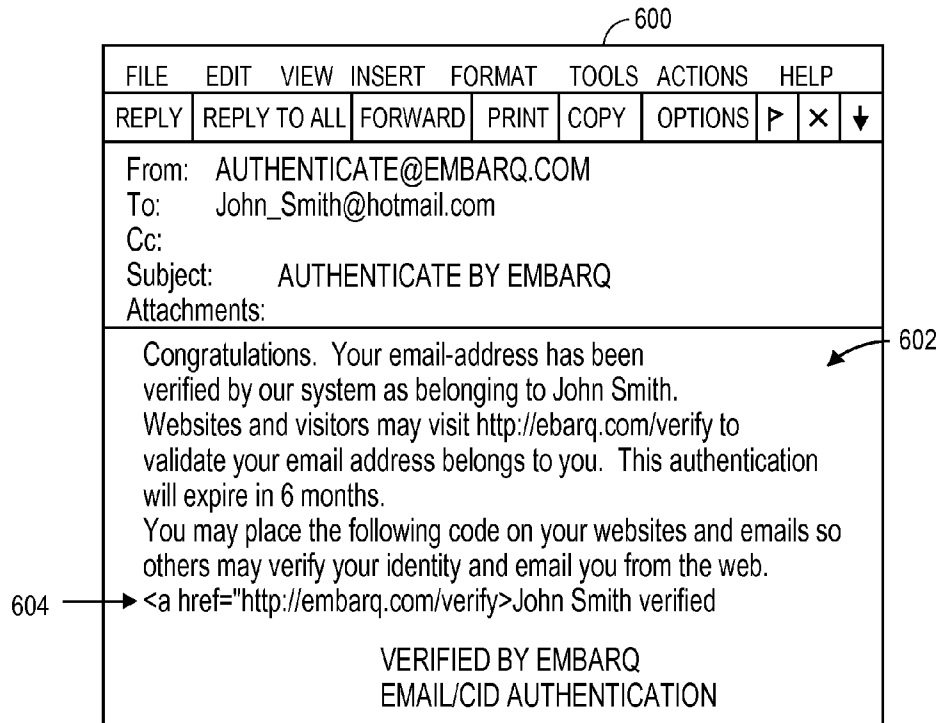 600
FILE EDIT VIEW INSERT FORMAT TOOLS ACTIONS HELP
REPLY REPLY TO ALL FORWARD PRINT COPY OPTIONS
From: AUTHENTICATE@EMBARQ.COM
To: John_Smith@hotmail.com
Cc:
Subject: AUTHENTICATE BY EMBARQ
Attachments:
602
Congratulations. Your email-address has been
verified by our system as belonging to John Smith.
Websites and visitors may visit http://ebarq.com/verify to
validate your email address belongs to you. This authentication
will expire in 6 months.
You may place the following code on your websites and emails so
others may verify your identity and email you from the web.
604
<a href="http://embarq.com/verify>John Smith verified
VERIFIED BY EMBARQ
EMAIL/CID AUTHENTICATION